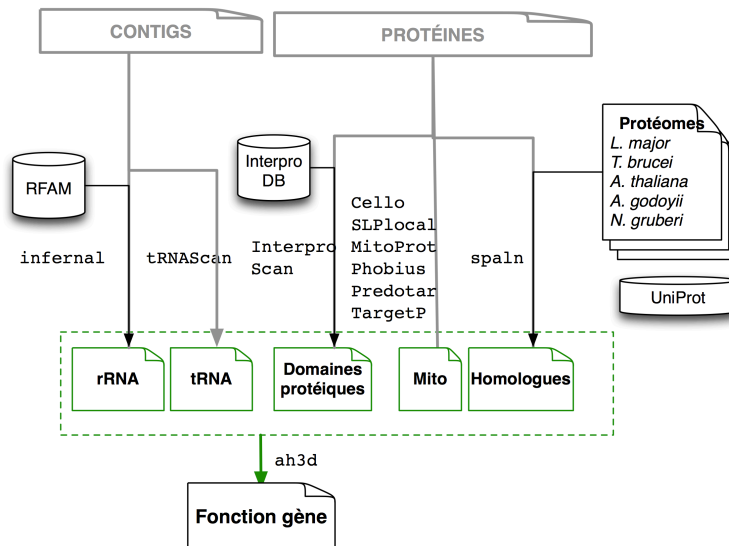 CONTIGS
PROTÉINES
Protéomes
L. major
T. brucei
A. thaliana
A. godoyii
N. gruberi
Interpro
DB
RFAM
Cello
SLPlocal
MitoProt
Phobius
Predotar
TargetP
infernal
tRNAScan
Interpro
Scan
spaln
UniProt
rRNA
tRNA
Domaines
protéiques
Mito
Homologues
ah3d
Fonction gène